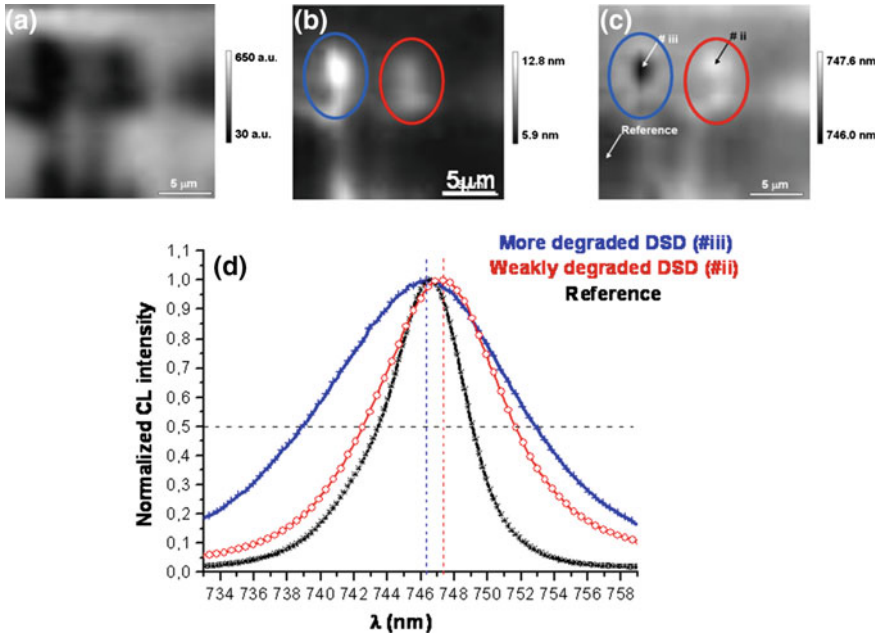 (a)
650 a.u.
30 a.u.
5 µm
(b)
12.8 nm
5.9 nm
5µm
5 µm
(c)
# iii
# ii
Reference
747.6 nm
746.0 nm
5 µm
(d)
More degraded DSD (#iii)
Weakly degraded DSD (#ii)
Reference
Normalized CL intensity
1,1
1,0
0,9
0,8
0,7
0,6
0,5
0,4
0,3
0,2
0,1
0,0
734 736 738 740 742 744 746 748 750 752 754 756 758
λ (nm)